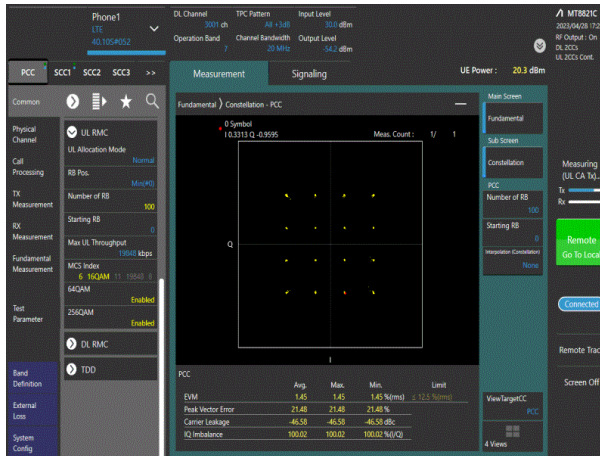 Phone1
LTE
40.105#052
DL Channel
3001 ch
TPC Pattern
All +3dB
Input Level
30.0 dBm
Operation Band
7
Channel Bandwidth
20 MHz
Output Level
-54.2 dBm
MT8821C
2023/04/28 17:2
RF Output : On
DL 2CCs
UL 2CCs Cont.
PCC SCC1 SCC2 SCC3 >>
Measurement
Signaling
UE Power : 20.3 dBm
Common
Physical
Channel
Call
Processing
TX
Measurement
RX
Measurement
Fundamental
Measurement
Test
Parameter
Band
Definition
External
Loss
System
Config
UL RMC
UL Allocation Mode
Normal
RB Pos.
Min(#0)
Number of RB
100
Starting RB
0
Max UL Throughput
19848 kbps
MCS Index
6 16QAM 11 19848 8
64QAM
Enabled
256QAM
Enabled
DL RMC
TDD
Fundamental 〉 Constellation - PCC
0 Symbol
I 0.3313 Q -0.9595
Meas. Count : 1/ 1
Q
I
PCC
Avg. Max. Min. Limit
EVM 1.45 1.45 1.45 %(rms) ≤ 12.5 %(rms)
Peak Vector Error 21.48 21.48 21.48 %
Carrier Leakage -46.58 -46.58 -46.58 dBc
IQ Imbalance 100.02 100.02 100.02 %(I/Q)
Main Screen
Fundamental
Sub Screen
Constellation
PCC
Number of RB
100
Starting RB
0
Interpolation (Constellation)
None
ViewTargetCC
PCC
4 Views
Measuring
(UL CA Tx)...
Tx
Rx
Remote
Go To Local
Connected
Remote Trac
Screen Off